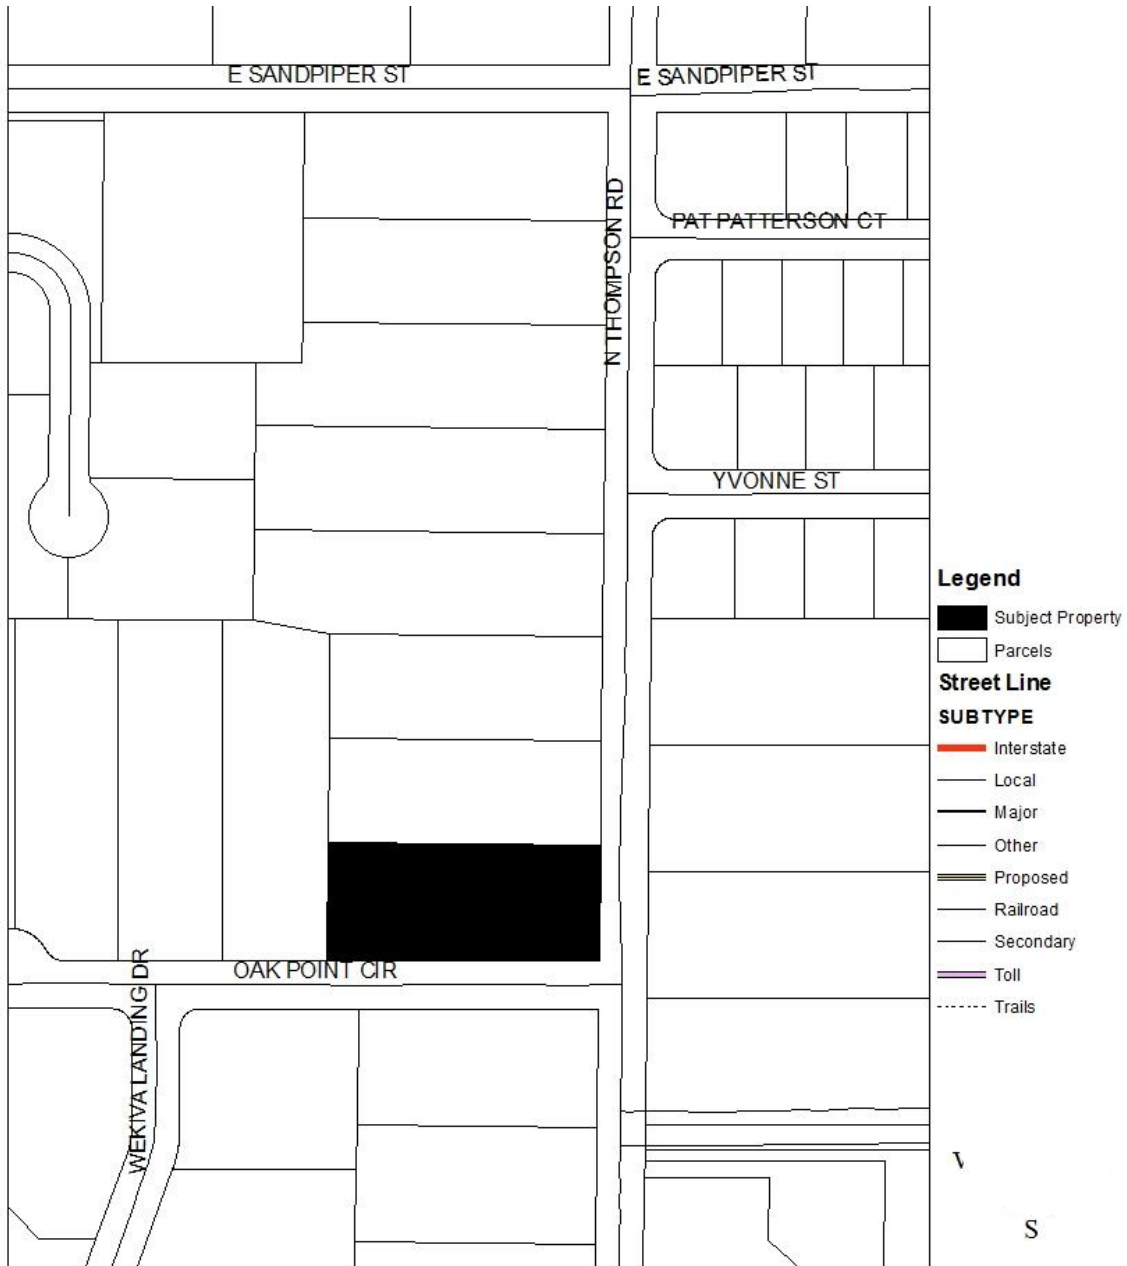 E SANDPIPER ST
E SANDPIPER ST
N THOMPSON RD
PAT PATTERSON CT
YVONNE ST
Legend
Subject Property
Parcels
Street Line
SUBTYPE
Interstate
Local
Major
Other
Proposed
Railroad
Secondary
Toll
Trails
OAK POINT CIR
WEKIVA LANDING DR
S